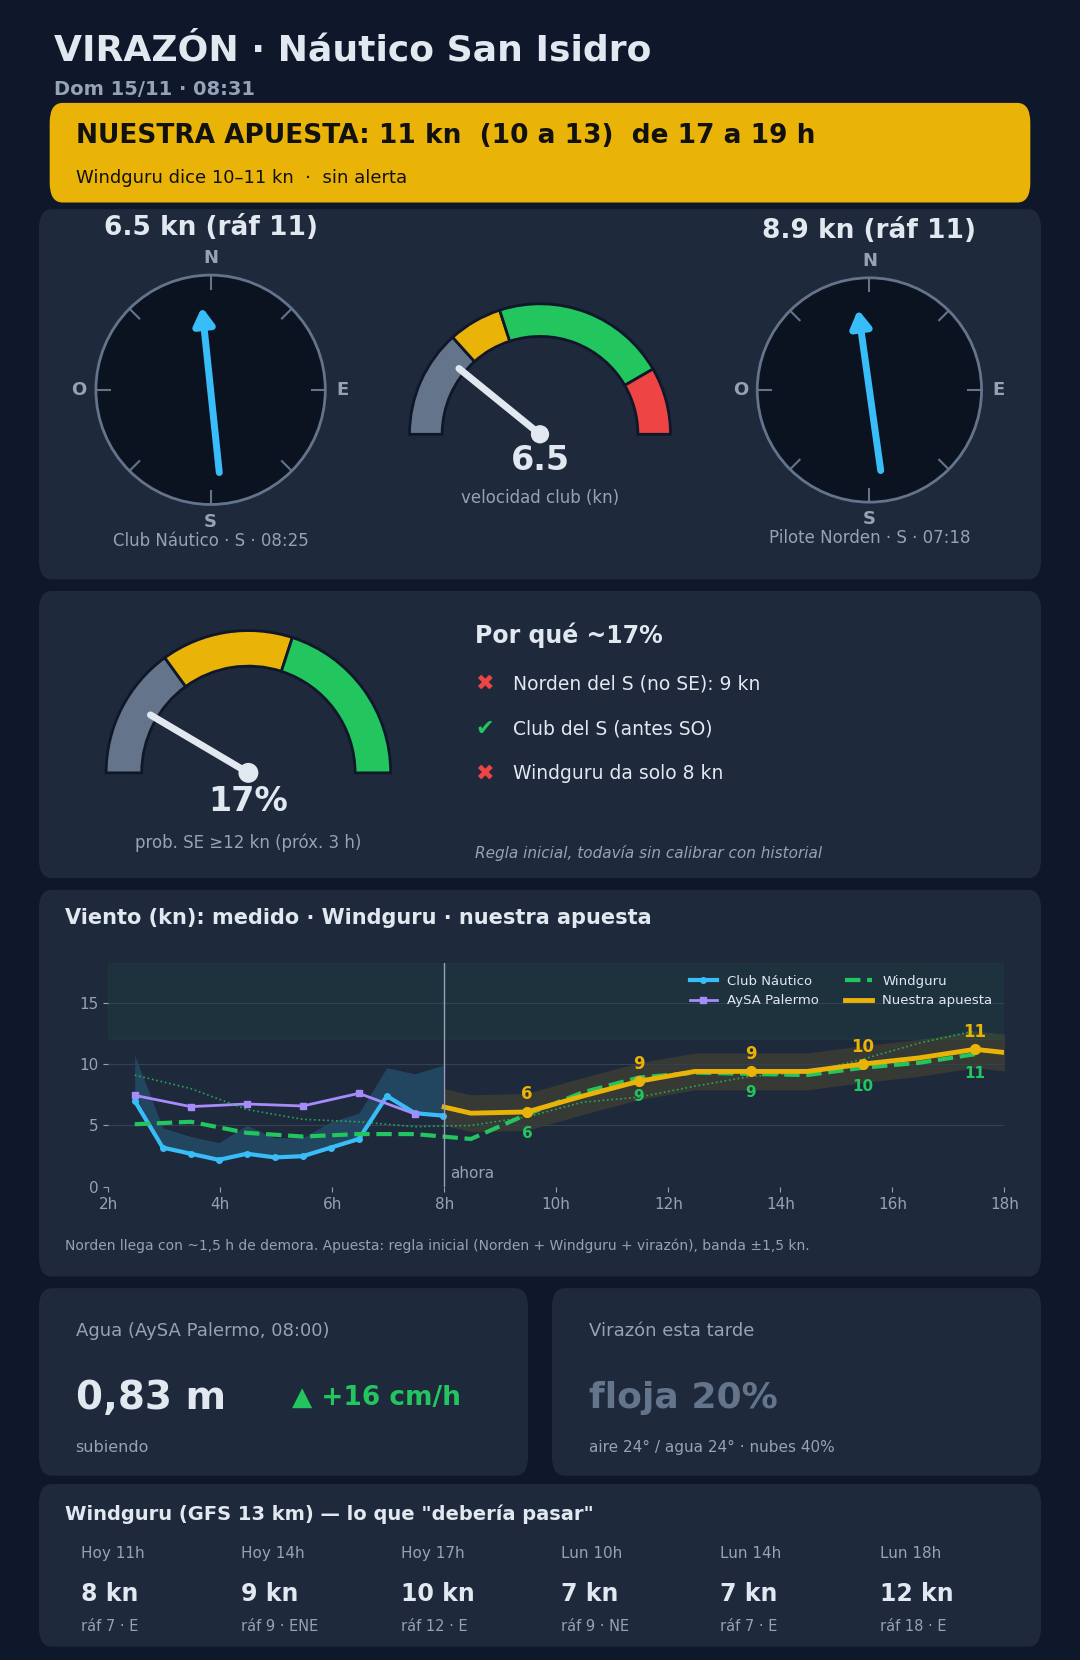 VIRAZÓN · Náutico San Isidro
Dom 15/11 · 08:31
NUESTRA APUESTA: 11 kn (10 a 13) de 17 a 19 h
Windguru dice 10–11 kn · sin alerta
6.5 kn (ráf 11)
N
O
E
S
Club Náutico · S · 08:25
6.5
velocidad club (kn)
8.9 kn (ráf 11)
N
O
E
S
Pilote Norden · S · 07:18
17%
prob. SE ≥12 kn (próx. 3 h)
Por qué ~17%
✖ Norden del S (no SE): 9 kn
✔ Club del S (antes SO)
✖ Windguru da solo 8 kn
Regla inicial, todavía sin calibrar con historial
Viento (kn): medido · Windguru · nuestra apuesta
Club Náutico
AySA Palermo
Windguru
Nuestra apuesta
15
10
5
0
6
9
9
10
11
6
9
9
10
11
ahora
2h 4h 6h 8h 10h 12h 14h 16h 18h
Norden llega con ~1,5 h de demora. Apuesta: regla inicial (Norden + Windguru + virazón), banda ±1,5 kn.
Agua (AySA Palermo, 08:00)
0,83 m ▲ +16 cm/h
subiendo
Virazón esta tarde
floja 20%
aire 24° / agua 24° · nubes 40%
Windguru (GFS 13 km) — lo que "debería pasar"
Hoy 11h Hoy 14h Hoy 17h Lun 10h Lun 14h Lun 18h
8 kn 9 kn 10 kn 7 kn 7 kn 12 kn
ráf 7 · E ráf 9 · ENE ráf 12 · E ráf 9 · NE ráf 7 · E ráf 18 · E